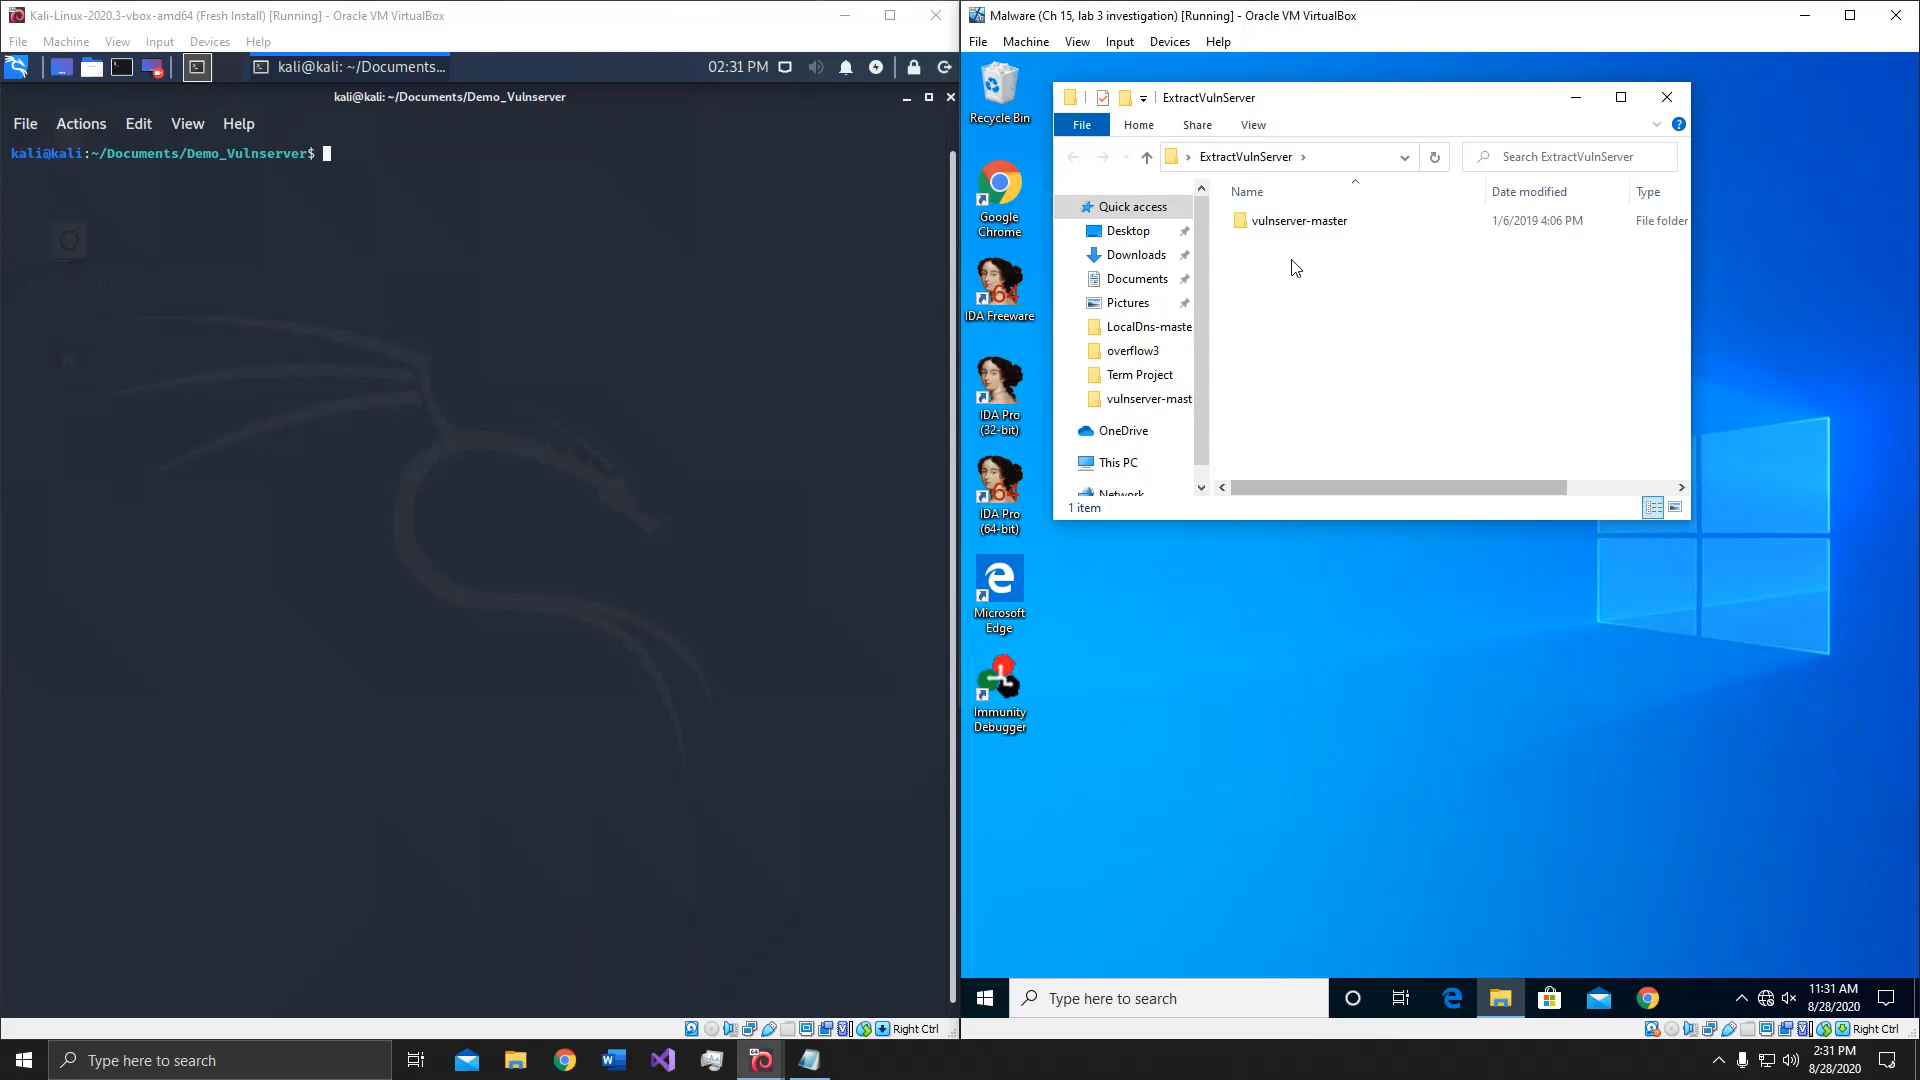 Kali-Linux-2020.3-vbox-amd64 (Fresh Install) [Running] - Oracle VM VirtualBox
File Machine View Input Devices Help
kali@kali: ~/Documents...
02:31 PM
kali@kali: ~/Documents/Demo_Vulnserver
File Actions Edit View Help
kali@kali:~/Documents/Demo_Vulnserver$
Right Ctrl
Malware (Ch 15, lab 3 investigation) [Running] - Oracle VM VirtualBox
File Machine View Input Devices Help
Recycle Bin
Google
Chrome
64
IDA Freeware
IDA Pro
(32-bit)
64
IDA Pro
(64-bit)
Microsoft
Edge
Immunity
Debugger
ExtractVulnServer
File Home Share View
ExtractVulnServer
Search ExtractVulnServer
Name Date modified Type
vulnserver-master 1/6/2019 4:06 PM File folder
Quick access
Desktop
Downloads
Documents
Pictures
LocalDns-maste
overflow3
Term Project
vulnserver-mast
OneDrive
This PC
Network
1 item
Type here to search
11:31 AM
8/28/2020
Right Ctrl
Type here to search
2:31 PM
8/28/2020